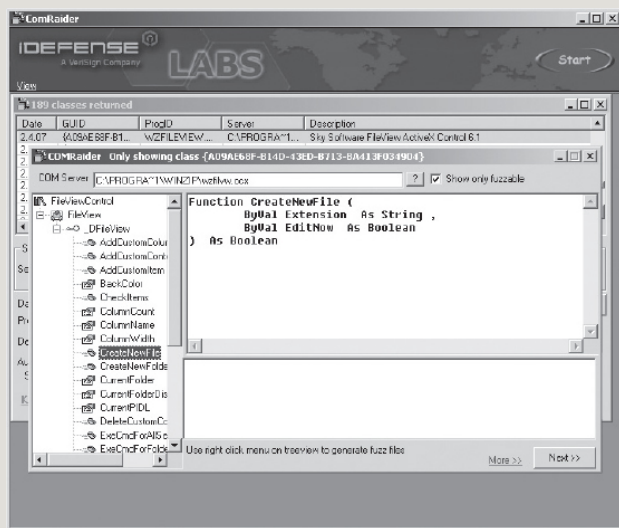 ComRaider
iDEFENSE
A VeriSign Company
LABS
Start
View
189 classes returned
Date GUID ProgID Server Description
2.4.07 {A09AE68F-B1... WZFILEVIEW.... C:\PROGRA~1... Sky Software FileView ActiveX Control 6.1
COMRaider Only showing class {A09AE68F-B14D-43ED-B713-BA413F034904}
COM Server C:\PROGRA~1\WINZIP\wzflvw.ocx ? Show only fuzzable
FileViewControl
FileView
_DFileView
AddCustomColur
AddCustomConti
AddCustomItem
BackColor
CheckItems
ColumnCount
ColumnName
ColumnWidth
CreateNewFile
CreateNewFolde
CurrentFolder
CurrentFolderDis
CurrentPIDL
DeleteCustomCc
ExeCmdForAllSe
ExeCmdForFolde
Function CreateNewFile (
ByVal Extension As String ,
ByVal EditNow As Boolean
) As Boolean
Use right click menu on treeview to generate fuzz files
More >>
Next >>